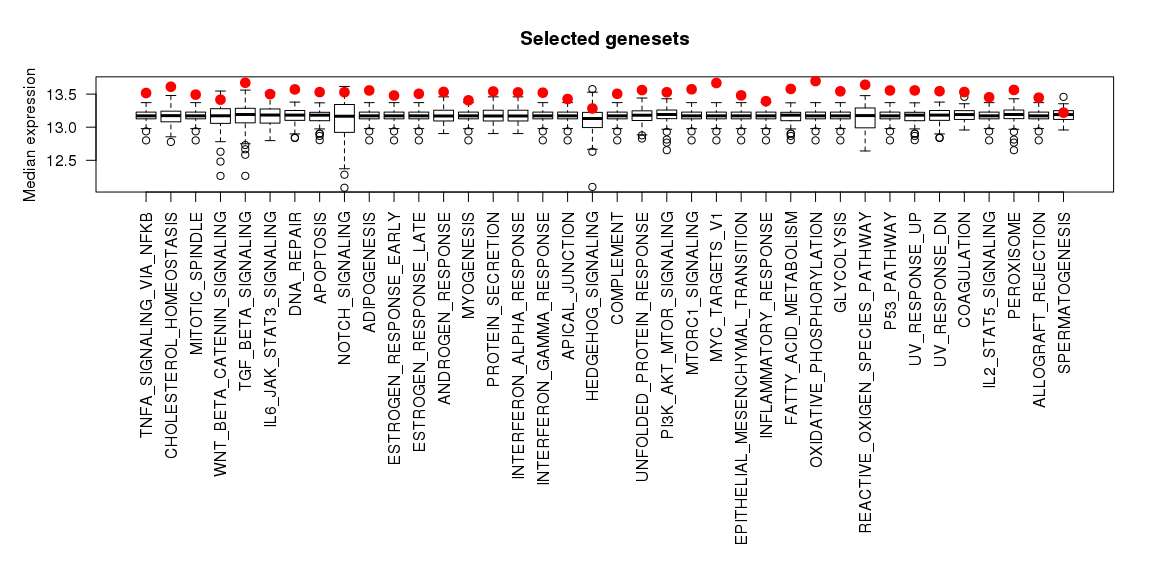 Selected genesets
Median expression
13.5
13.0
12.5
TNFA_SIGNALING_VIA_NFKB
CHOLESTEROL_HOMEOSTASIS
MITOTIC_SPINDLE
WNT_BETA_CATENIN_SIGNALING
TGF_BETA_SIGNALING
IL6_JAK_STAT3_SIGNALING
DNA_REPAIR
APOPTOSIS
NOTCH_SIGNALING
ADIPOGENESIS
ESTROGEN_RESPONSE_EARLY
ESTROGEN_RESPONSE_LATE
ANDROGEN_RESPONSE
MYOGENESIS
PROTEIN_SECRETION
INTERFERON_ALPHA_RESPONSE
INTERFERON_GAMMA_RESPONSE
APICAL_JUNCTION
HEDGEHOG_SIGNALING
COMPLEMENT
UNFOLDED_PROTEIN_RESPONSE
PI3K_AKT_MTOR_SIGNALING
MTORC1_SIGNALING
MYC_TARGETS_V1
EPITHELIAL_MESENCHYMAL_TRANSITION
INFLAMMATORY_RESPONSE
FATTY_ACID_METABOLISM
OXIDATIVE_PHOSPHORYLATION
GLYCOLYSIS
REACTIVE_OXIGEN_SPECIES_PATHWAY
P53_PATHWAY
UV_RESPONSE_UP
UV_RESPONSE_DN
COAGULATION
IL2_STAT5_SIGNALING
PEROXISOME
ALLOGRAFT_REJECTION
SPERMATOGENESIS